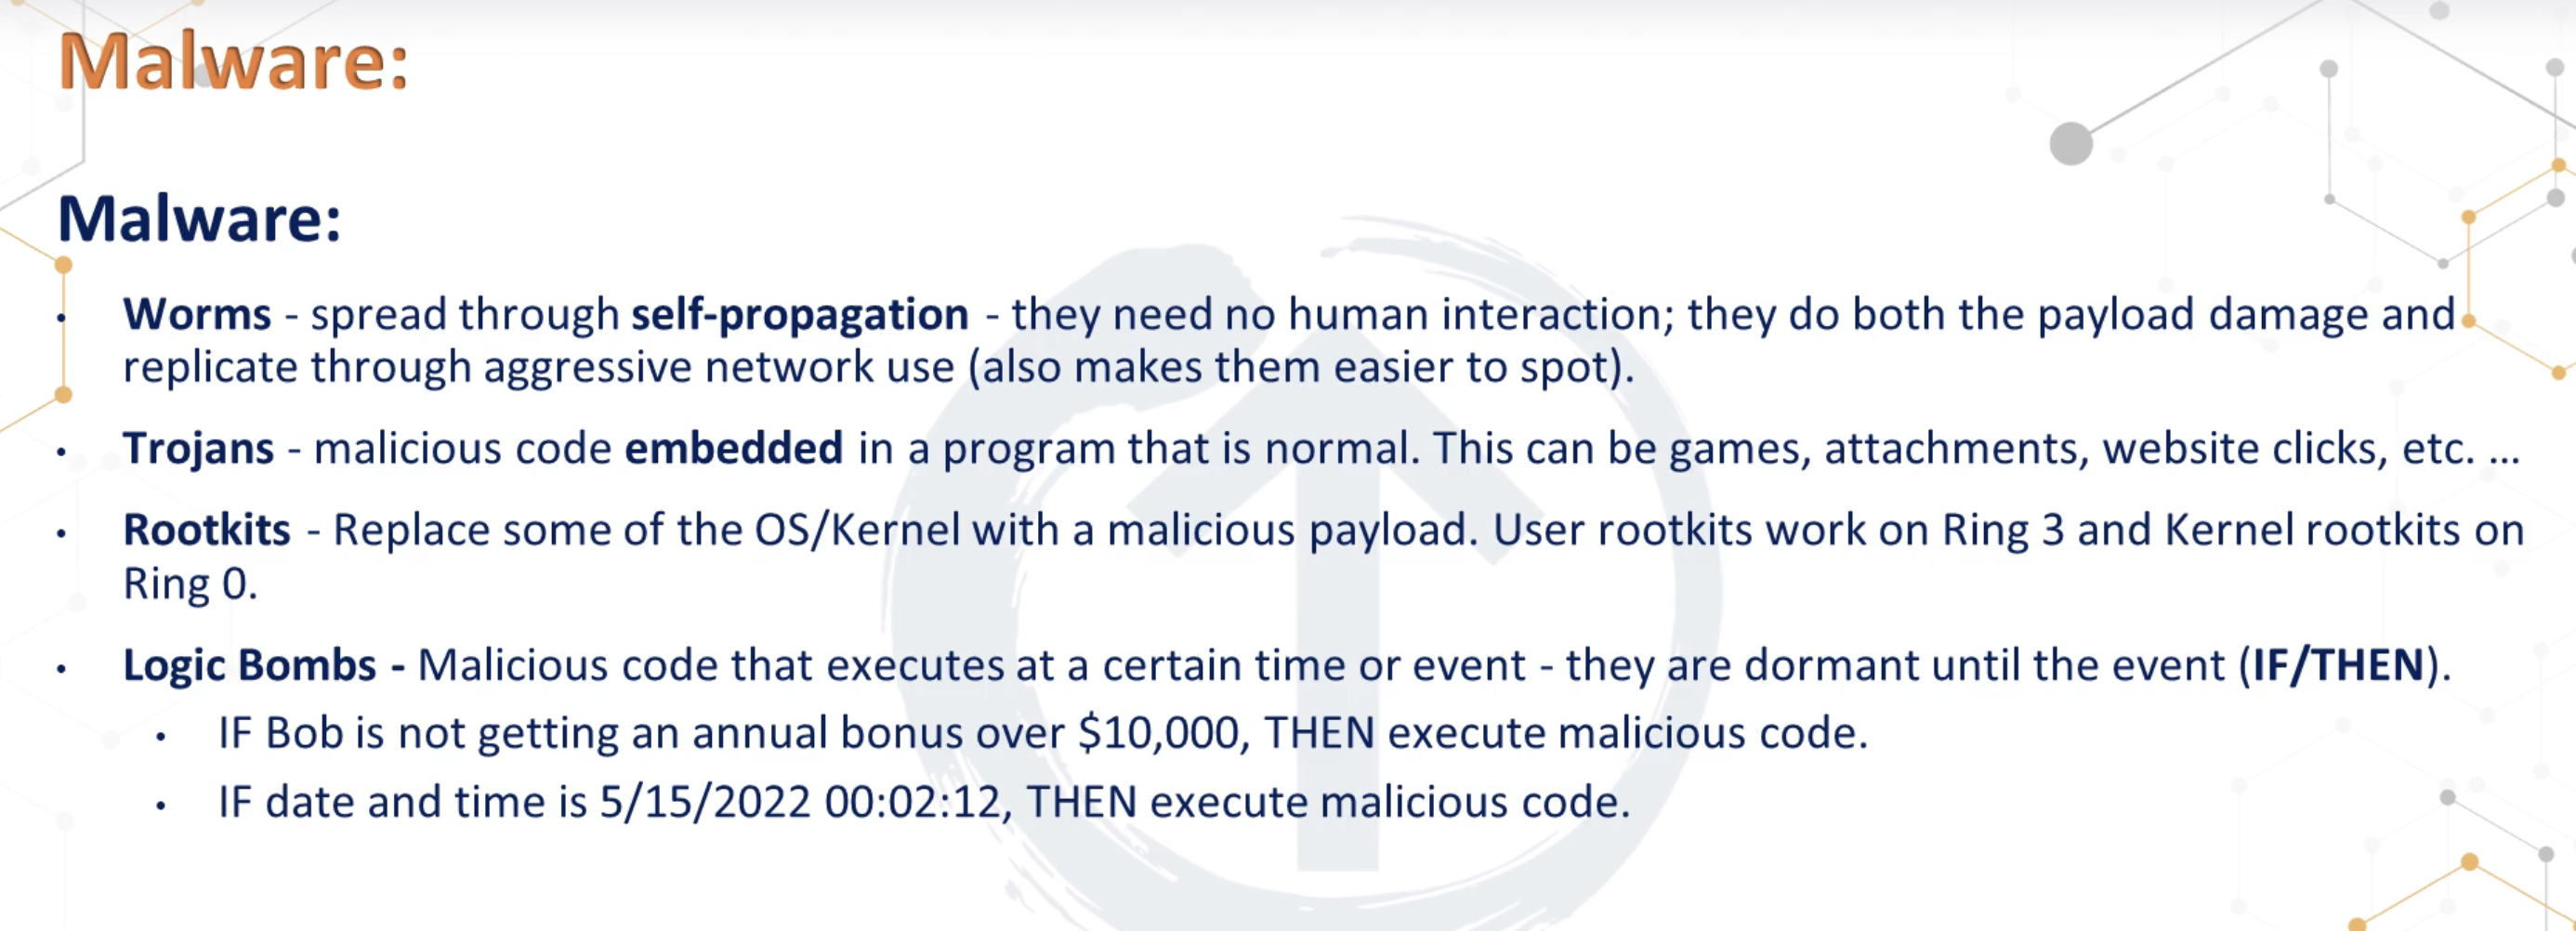 Malware:
Malware:
• Worms - spread through self-propagation - they need no human interaction; they do both the payload damage and
replicate through aggressive network use (also makes them easier to spot).
• Trojans - malicious code embedded in a program that is normal. This can be games, attachments, website clicks, etc. ...
• Rootkits - Replace some of the OS/Kernel with a malicious payload. User rootkits work on Ring 3 and Kernel rootkits on
Ring 0.
• Logic Bombs - Malicious code that executes at a certain time or event - they are dormant until the event (IF/THEN).
• IF Bob is not getting an annual bonus over $10,000, THEN execute malicious code.
• IF date and time is 5/15/2022 00:02:12, THEN execute malicious code.